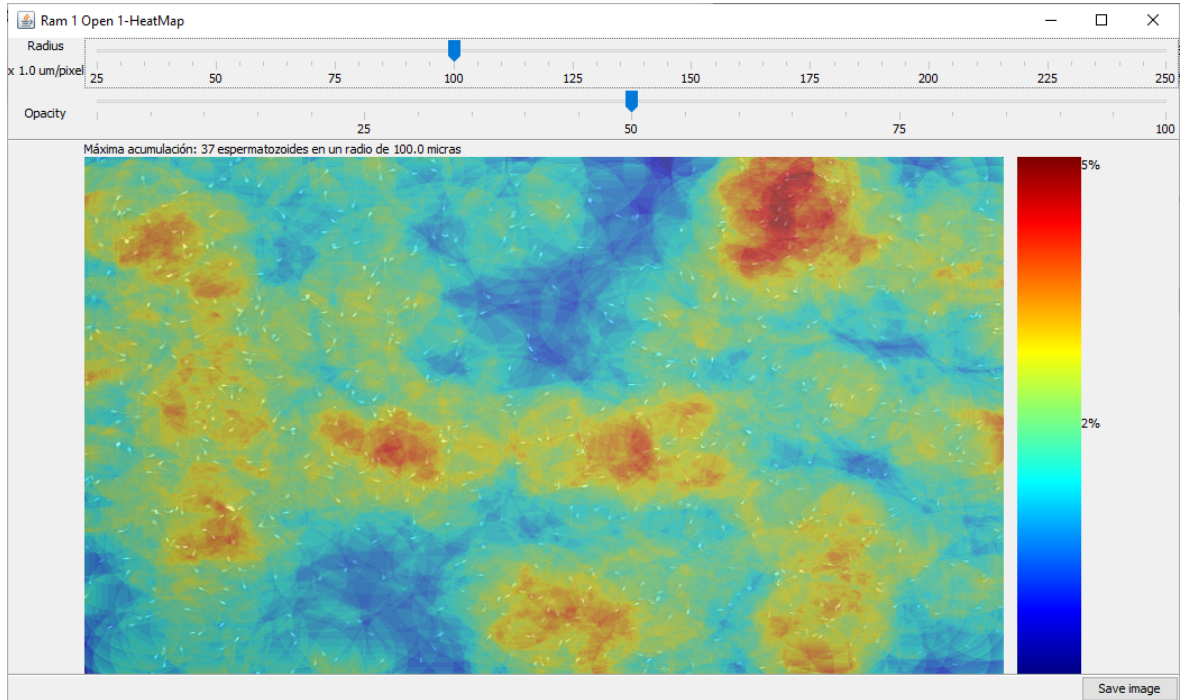 Ram 1 Open 1-HeatMap
Radius
x 1.0 um/pixel
25 50 75 100 125 150 175 200 225 250
Opacity
25 50 75 100
Máxima acumulación: 37 espermatozoides en un radio de 100.0 micras
5%
2%
Save image